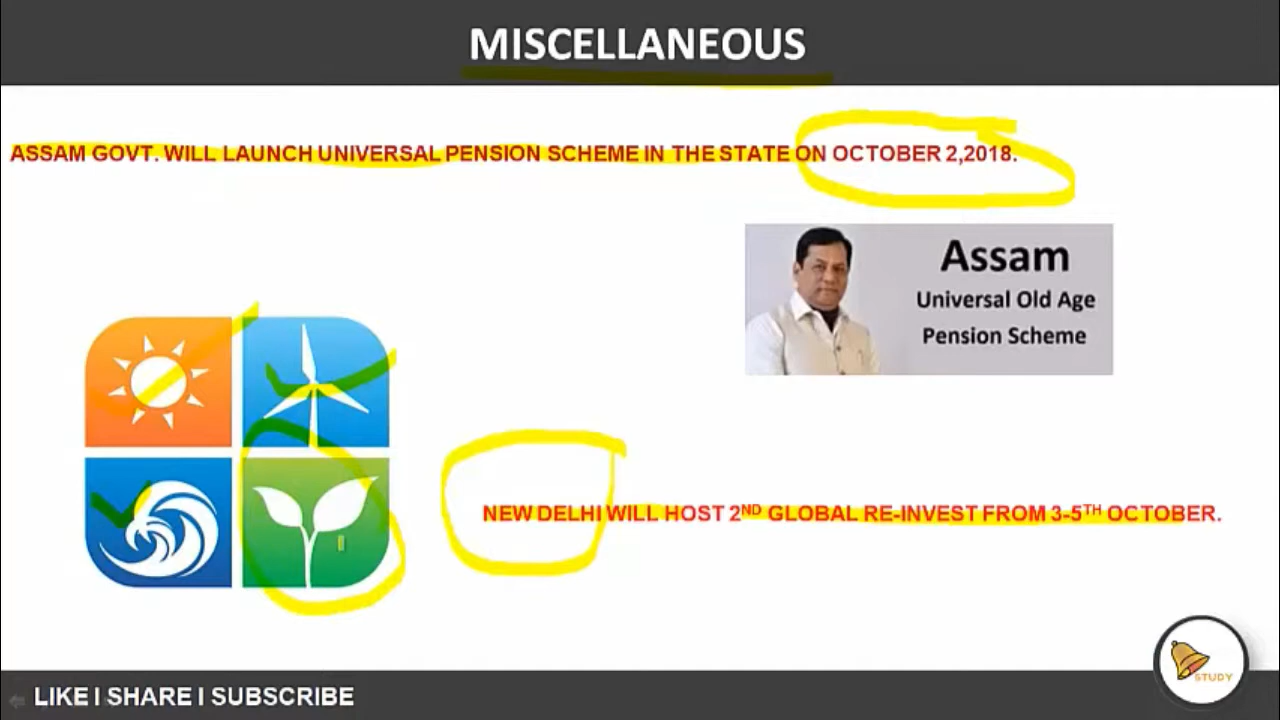 MISCELLANEOUS
ASSAM GOVT. WILL LAUNCH UNIVERSAL PENSION SCHEME IN THE STATE ON OCTOBER 2,2018.
Assam
Universal Old Age
Pension Scheme
NEW DELHI WILL HOST 2ND GLOBAL RE-INVEST FROM 3-5TH OCTOBER.
STUDY
LIKE I SHARE I SUBSCRIBE